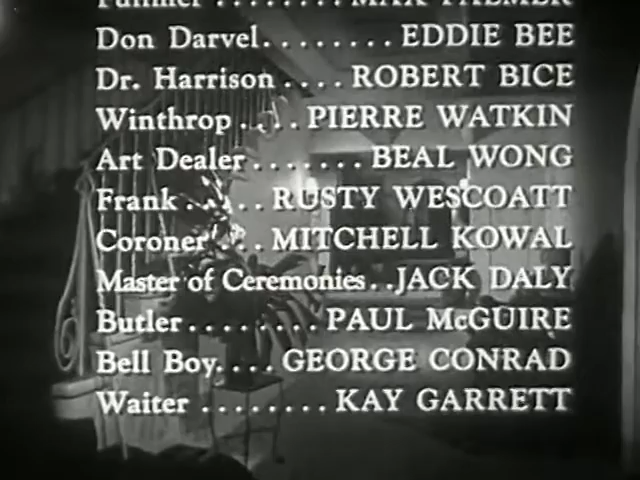 Don Darvel........ EDDIE BEE
Dr. Harrison .... ROBERT BICE
Winthrop .... PIERRE WATKIN
Art Dealer....... BEAL WONG
Frank ..... RUSTY WESCOATT
Coroner... MITCHELL KOWAL
Master of Ceremonies..JACK DALY
Butler......... PAUL McGUIRE
Bell Boy.... GEORGE CONRAD
Waiter ........ KAY GARRETT